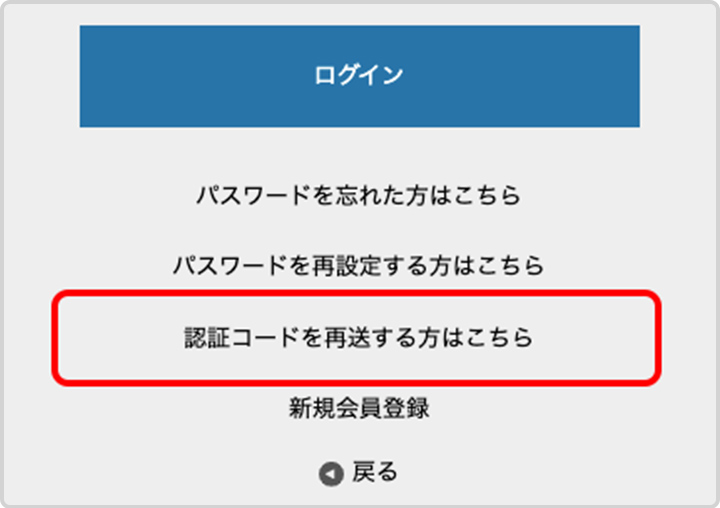 ログイン
パスワードを忘れた方はこちら
パスワードを再設定する方はこちら
認証コードを再送する方はこちら
新規会員登録
戻る